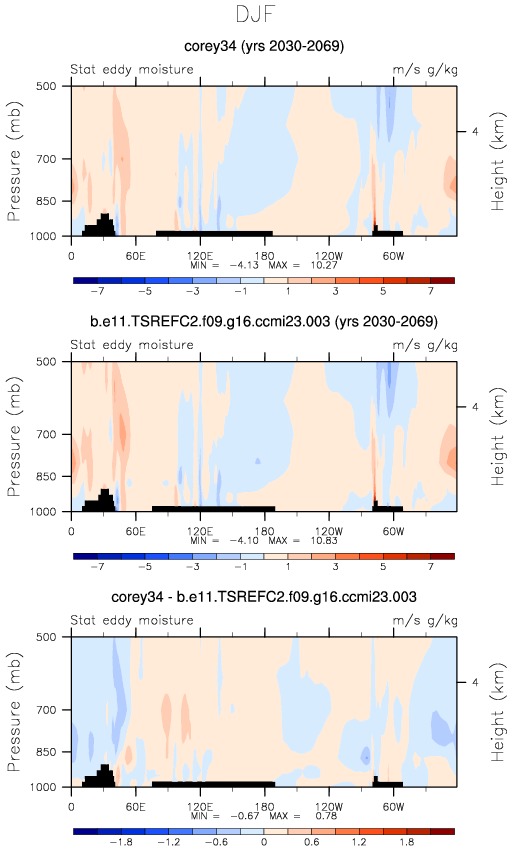 DJF
corey34 (yrs 2030-2069)
Stat eddy moisture m/s g/kg
500
700
850
1000
Pressure (mb)
4
Height (km)
0 60E 120E 180 120W 60W
MIN = -4.13 MAX = 10.27
-7 -5 -3 -1 1 3 5 7
b.e11.TSREFC2.f09.g16.ccmi23.003 (yrs 2030-2069)
Stat eddy moisture m/s g/kg
500
700
850
1000
Pressure (mb)
4
Height (km)
0 60E 120E 180 120W 60W
MIN = -4.10 MAX = 10.83
-7 -5 -3 -1 1 3 5 7
corey34 - b.e11.TSREFC2.f09.g16.ccmi23.003
Stat eddy moisture m/s g/kg
500
700
850
1000
Pressure (mb)
4
Height (km)
0 60E 120E 180 120W 60W
MIN = -0.67 MAX = 0.78
-1.8 -1.2 -0.6 0 0.6 1.2 1.8